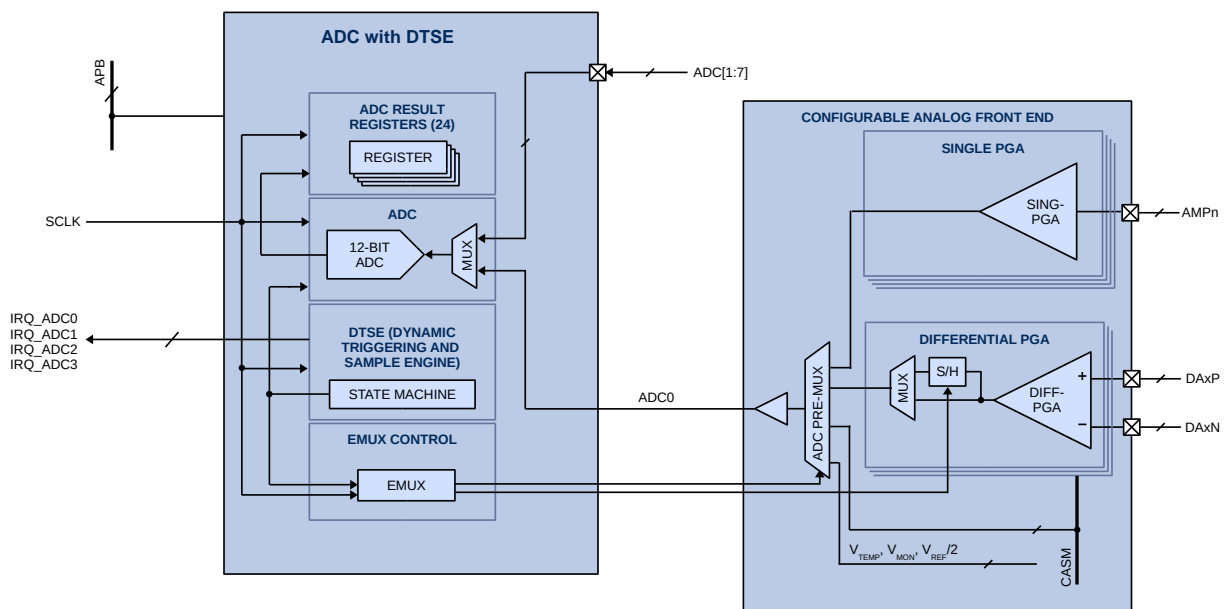 ADC with DTSE
APB
ADC[1:7]
ADC RESULT
REGISTERS (24)
REGISTER
SCLK
ADC
12-BIT
ADC
MUX
IRQ_ADC0
IRQ_ADC1
IRQ_ADC2
IRQ_ADC3
DTSE (DYNAMIC
TRIGGERING AND
SAMPLE ENGINE)
STATE MACHINE
EMUX CONTROL
EMUX
ADC0
CONFIGURABLE ANALOG FRONT END
SINGLE PGA
SING-
PGA
AMPn
DIFFERENTIAL PGA
ADC PRE-MUX
MUX
S/H
DIFF-
PGA
+
−
DAxP
DAxN
VTEMP, VMON, VREF/2
CASM